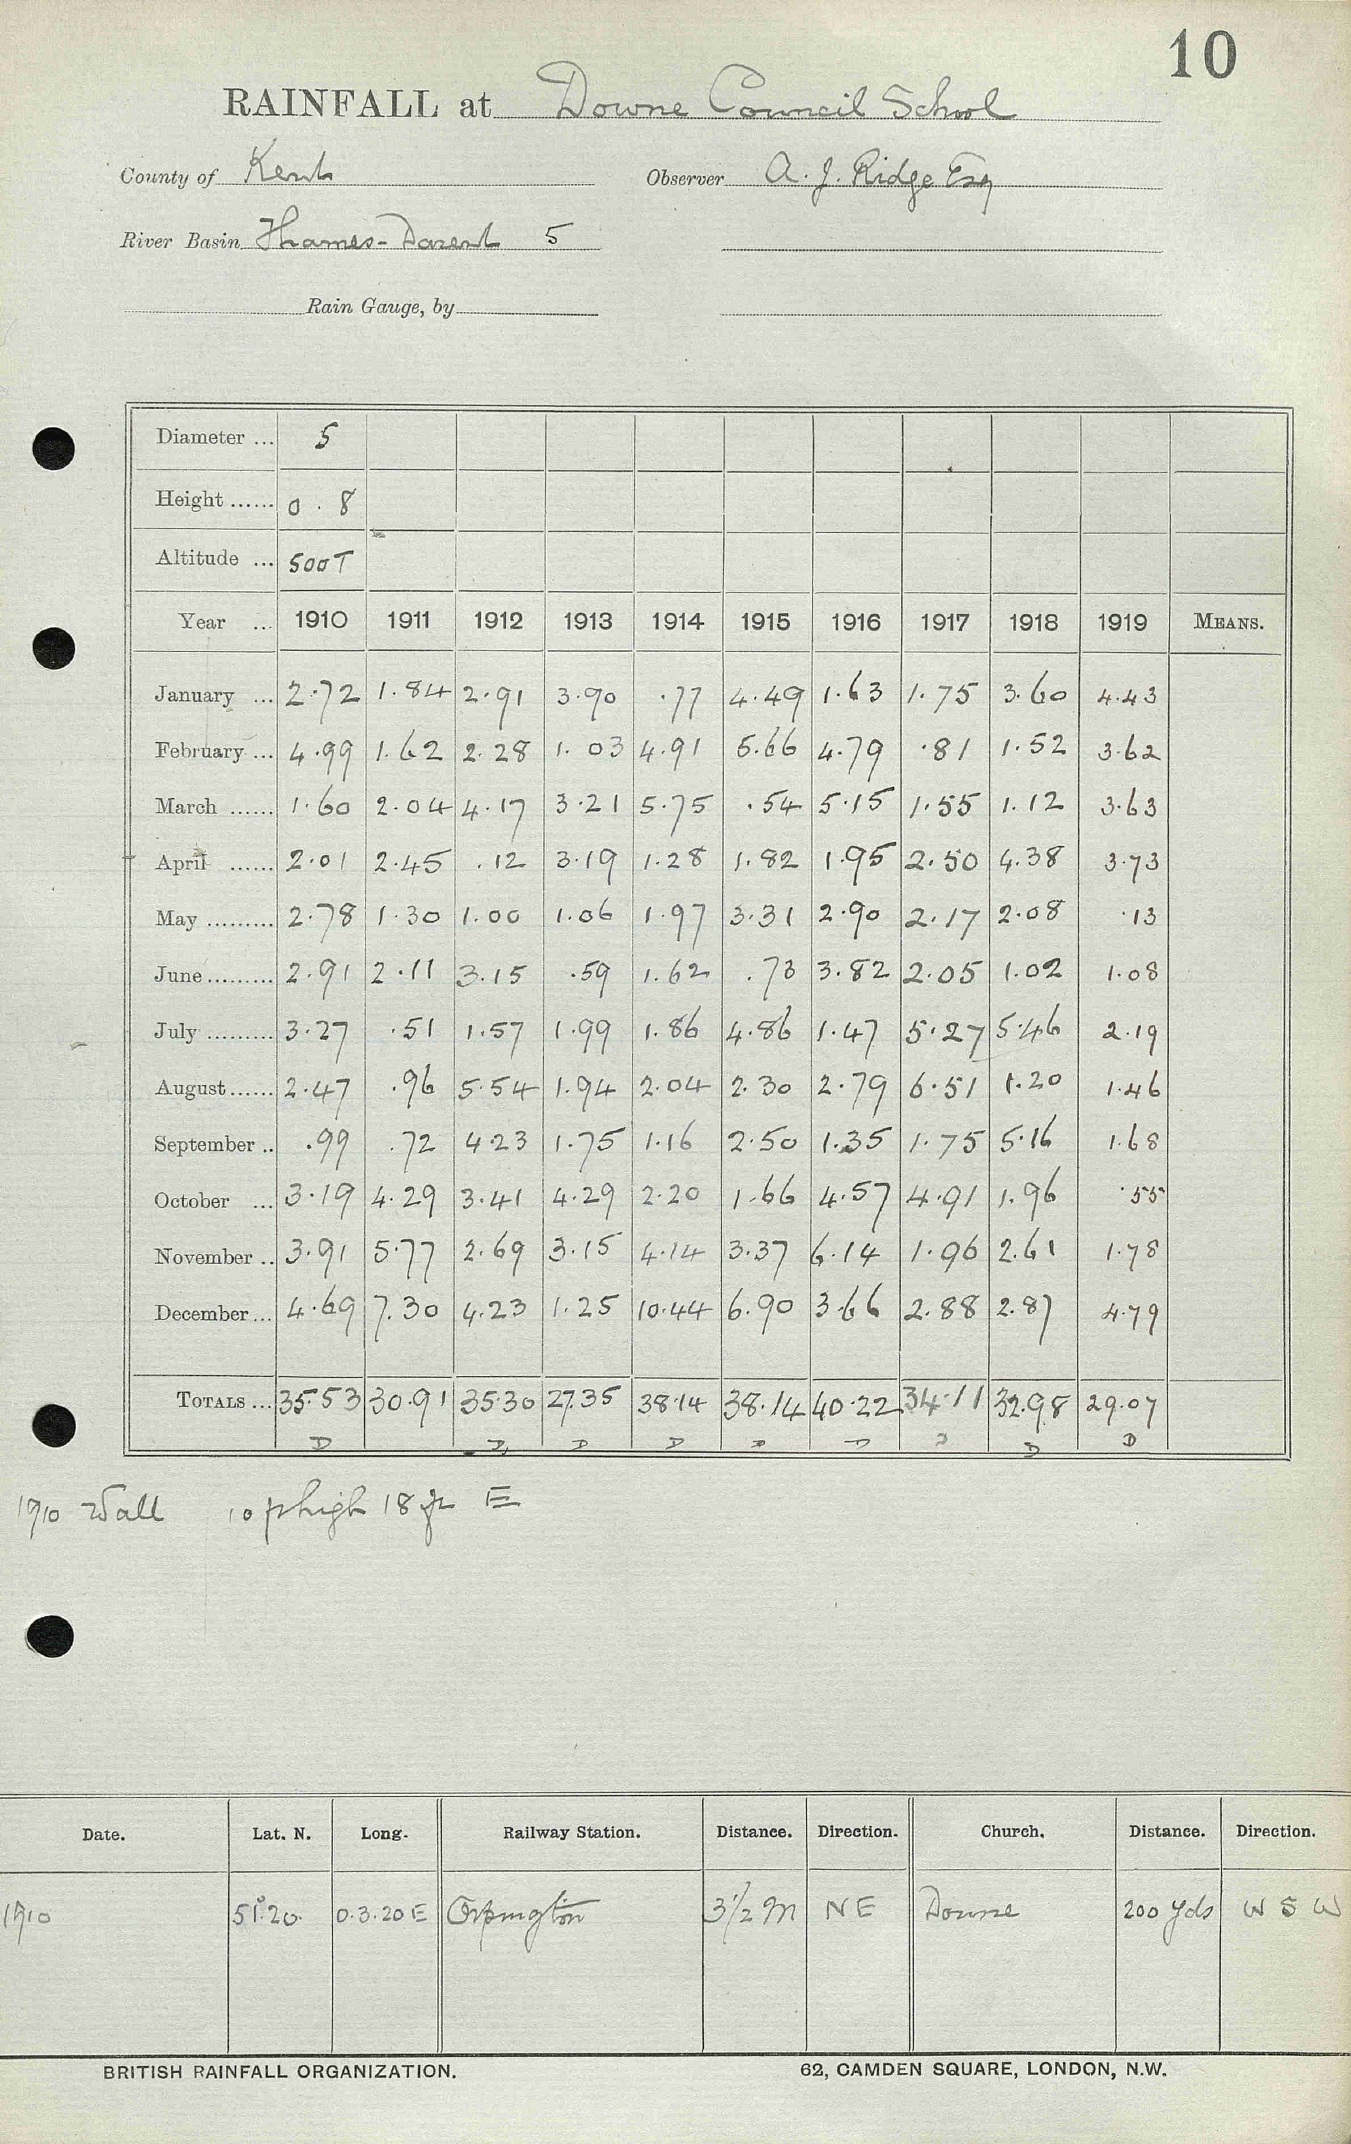 10
RAINFALL at Downe Council School
County of Kent Observer A. J. Ridge Esq
River Basin Thames-Darent 5
Rain Gauge, by
Diameter ... 5
Height ...... 0 . 8
Altitude ... 500T
Year ... 1910 1911 1912 1913 1914 1915 1916 1917 1918 1919 MEANS.
January ... 2.72 1.84 2.91 3.90 .77 4.49 1.63 1.75 3.60 4.43
February ... 4.99 1.62 2.28 1.03 4.91 5.66 4.79 .81 1.52 3.62
March ...... 1.60 2.04 4.17 3.21 5.75 .54 5.15 1.55 1.12 3.63
April ...... 2.01 2.45 .12 3.19 1.28 1.82 1.95 2.50 4.38 3.73
May ......... 2.78 1.30 1.00 1.06 1.97 3.31 2.90 2.17 2.08 .13
June ......... 2.91 2.11 3.15 .59 1.62 .73 3.82 2.05 1.02 1.08
July ......... 3.27 .51 1.57 1.99 1.86 4.86 1.47 5.27 5.46 2.19
August ...... 2.47 .96 5.54 1.94 2.04 2.30 2.79 6.51 1.20 1.46
September .. .99 .72 4.23 1.75 1.16 2.50 1.35 1.75 5.16 1.68
October ... 3.19 4.29 3.41 4.29 2.20 1.66 4.57 4.91 1.96 .55
November .. 3.91 5.77 2.69 3.15 4.14 3.37 6.14 1.96 2.61 1.78
December ... 4.69 7.30 4.23 1.25 10.44 6.90 3.66 2.88 2.87 4.79
TOTALS ... 35.53 30.91 35.30 27.35 38.14 38.14 40.22 34.11 32.98 29.07
D D D D D D D D D
1910 Wall 10 ft high 18 ft E
Date. Lat. N. Long. Railway Station. Distance. Direction. Church. Distance. Direction.
1910 51°.20. 0.3.20 E Orpington 3 1/2 M NE Downe 200 yds W S W
BRITISH RAINFALL ORGANIZATION. 62, CAMDEN SQUARE, LONDON, N.W.